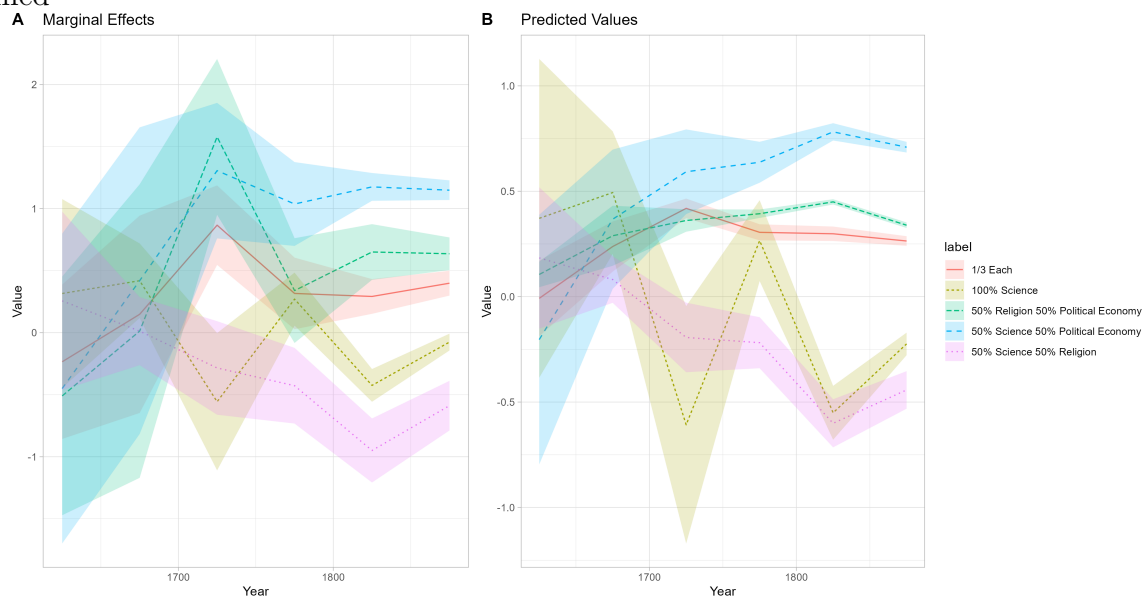 A Marginal Effects
B Predicted Values
Value
2
1
0
-1
1700
1800
Year
Value
1.0
0.5
0.0
-0.5
-1.0
1700
1800
Year
label
1/3 Each
100% Science
50% Religion 50% Political Economy
50% Science 50% Political Economy
50% Science 50% Religion